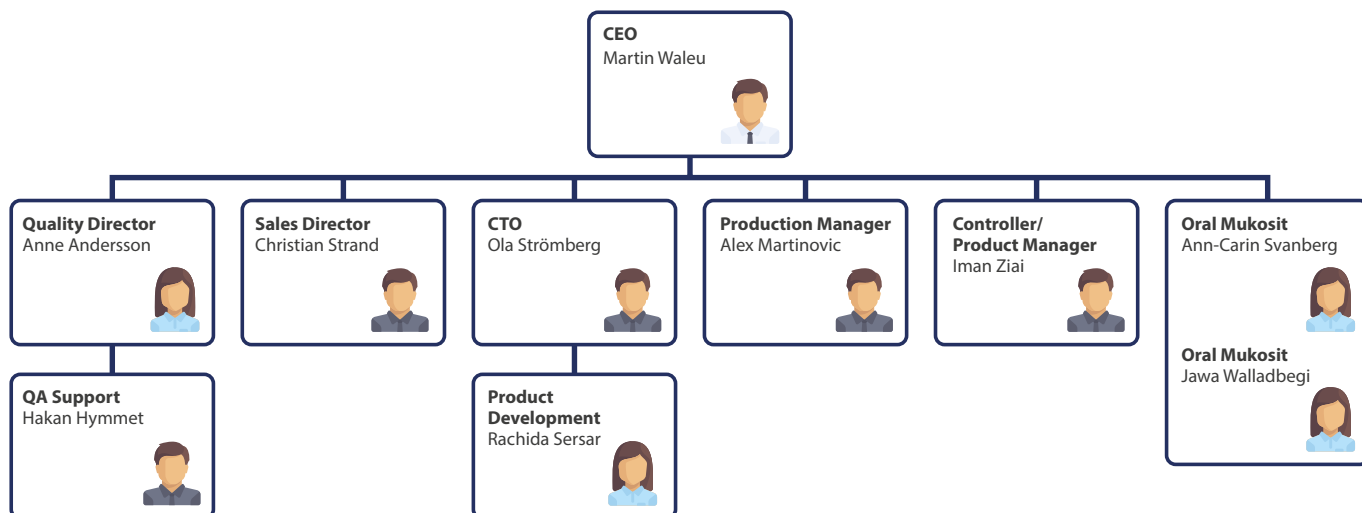 CEO
Martin Waleu
Quality Director
Anne Andersson
Sales Director
Christian Strand
CTO
Ola Strömberg
Production Manager
Alex Martinovic
Controller/
Product Manager
Iman Ziai
Oral Mukosit
Ann-Carin Svanberg
Oral Mukosit
Jawa Walladbegi
QA Support
Hakan Hymmet
Product
Development
Rachida Sersar